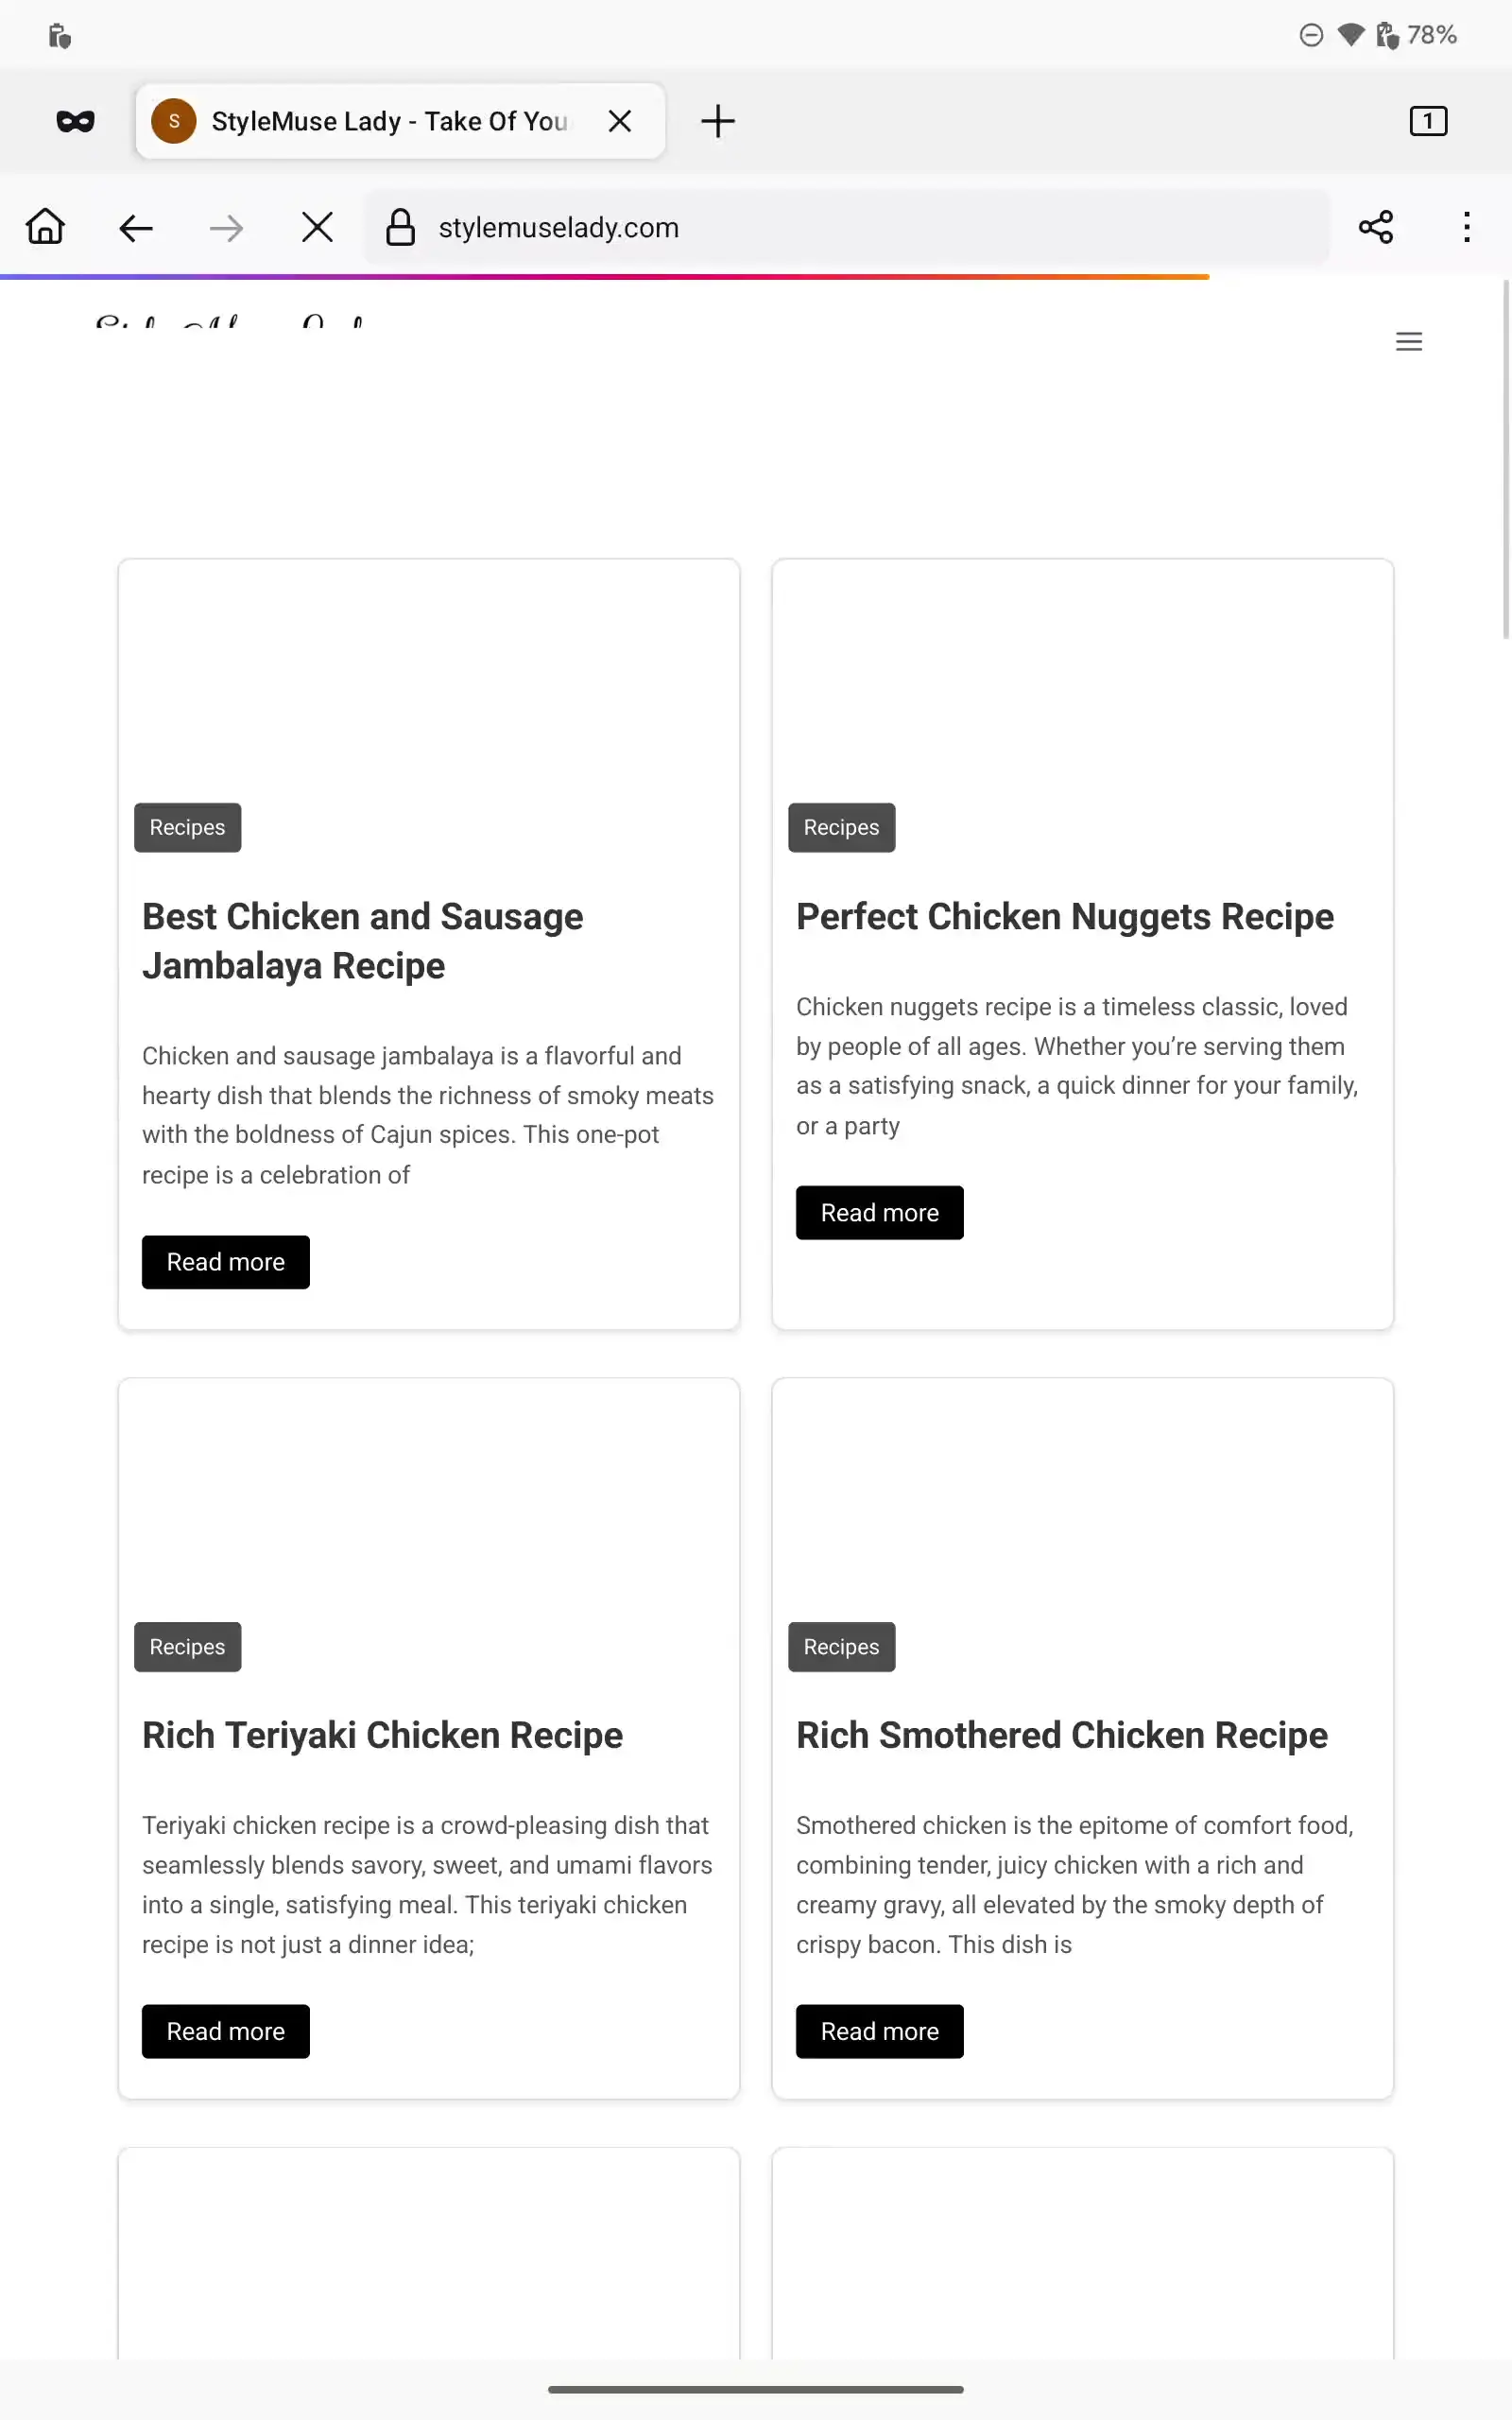 78%
S StyleMuse Lady - Take Of You
1
stylemuselady.com
Recipes
Best Chicken and Sausage
Jambalaya Recipe
Chicken and sausage jambalaya is a flavorful and
hearty dish that blends the richness of smoky meats
with the boldness of Cajun spices. This one-pot
recipe is a celebration of
Read more
Recipes
Perfect Chicken Nuggets Recipe
Chicken nuggets recipe is a timeless classic, loved
by people of all ages. Whether you’re serving them
as a satisfying snack, a quick dinner for your family,
or a party
Read more
Recipes
Rich Teriyaki Chicken Recipe
Teriyaki chicken recipe is a crowd-pleasing dish that
seamlessly blends savory, sweet, and umami flavors
into a single, satisfying meal. This teriyaki chicken
recipe is not just a dinner idea;
Read more
Recipes
Rich Smothered Chicken Recipe
Smothered chicken is the epitome of comfort food,
combining tender, juicy chicken with a rich and
creamy gravy, all elevated by the smoky depth of
crispy bacon. This dish is
Read more